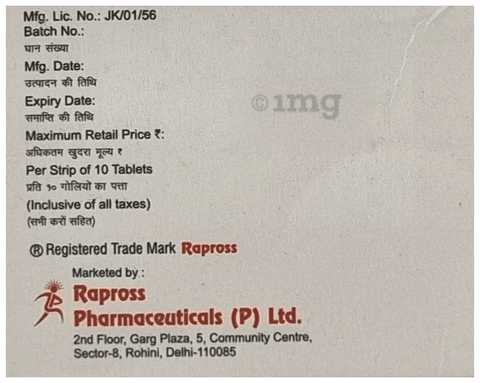 Mfg. Lic. No.: JK/01/56
Batch No.:
घान संख्या
Mfg. Date:
उत्पादन की तिथि
Expiry Date:
समाप्ति की तिथि
Maximum Retail Price ₹:
अधिकतम खुदरा मूल्य ₹
Per Strip of 10 Tablets
प्रति १० गोलियों का पत्ता
(Inclusive of all taxes)
(सभी करों सहित)
©1mg
® Registered Trade Mark Rapross
Marketed by :
Rapross
Pharmaceuticals (P) Ltd.
2nd Floor, Garg Plaza, 5, Community Centre,
Sector-8, Rohini, Delhi-110085